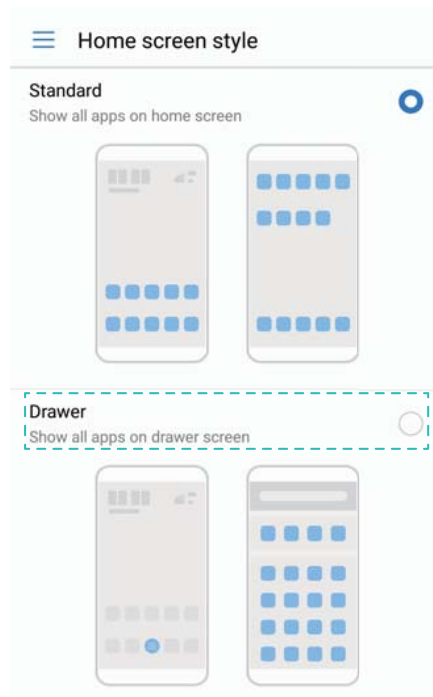 Home screen style
Standard
Show all apps on home screen
Drawer
Show all apps on drawer screen